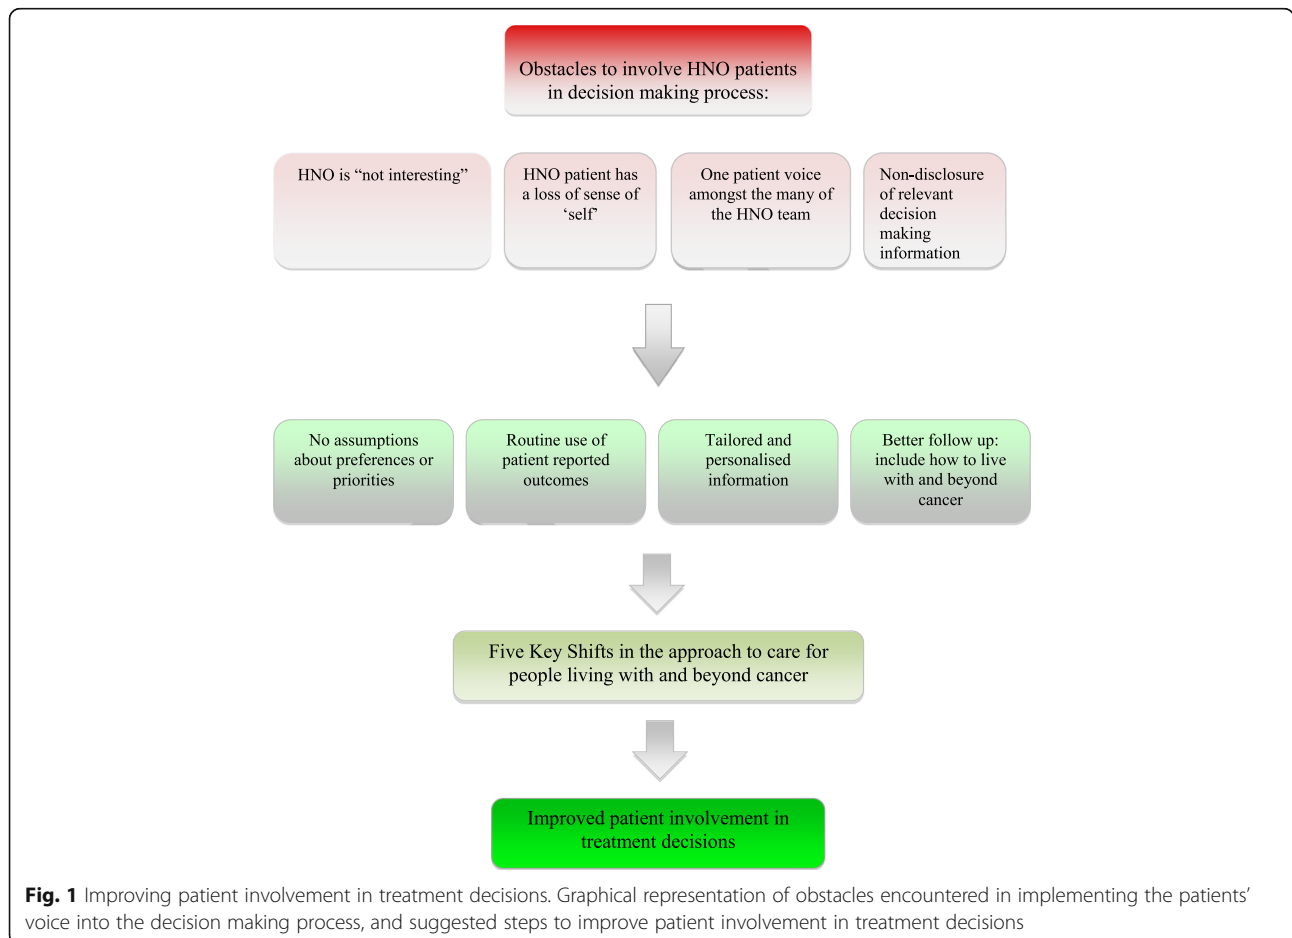 Obstacles to involve HNO patients
in decision making process:
HNO is “not interesting”
HNO patient has
a loss of sense of
‘self’
One patient voice
amongst the many of
the HNO team
Non-disclosure
of relevant
decision
making
information
No assumptions
about preferences or
priorities
Routine use of
patient reported
outcomes
Tailored and
personalised
information
Better follow up:
include how to live
with and beyond
cancer
Five Key Shifts in the approach to care for
people living with and beyond cancer
Improved patient involvement in
treatment decisions
Fig. 1 Improving patient involvement in treatment decisions. Graphical representation of obstacles encountered in implementing the patients’
voice into the decision making process, and suggested steps to improve patient involvement in treatment decisions